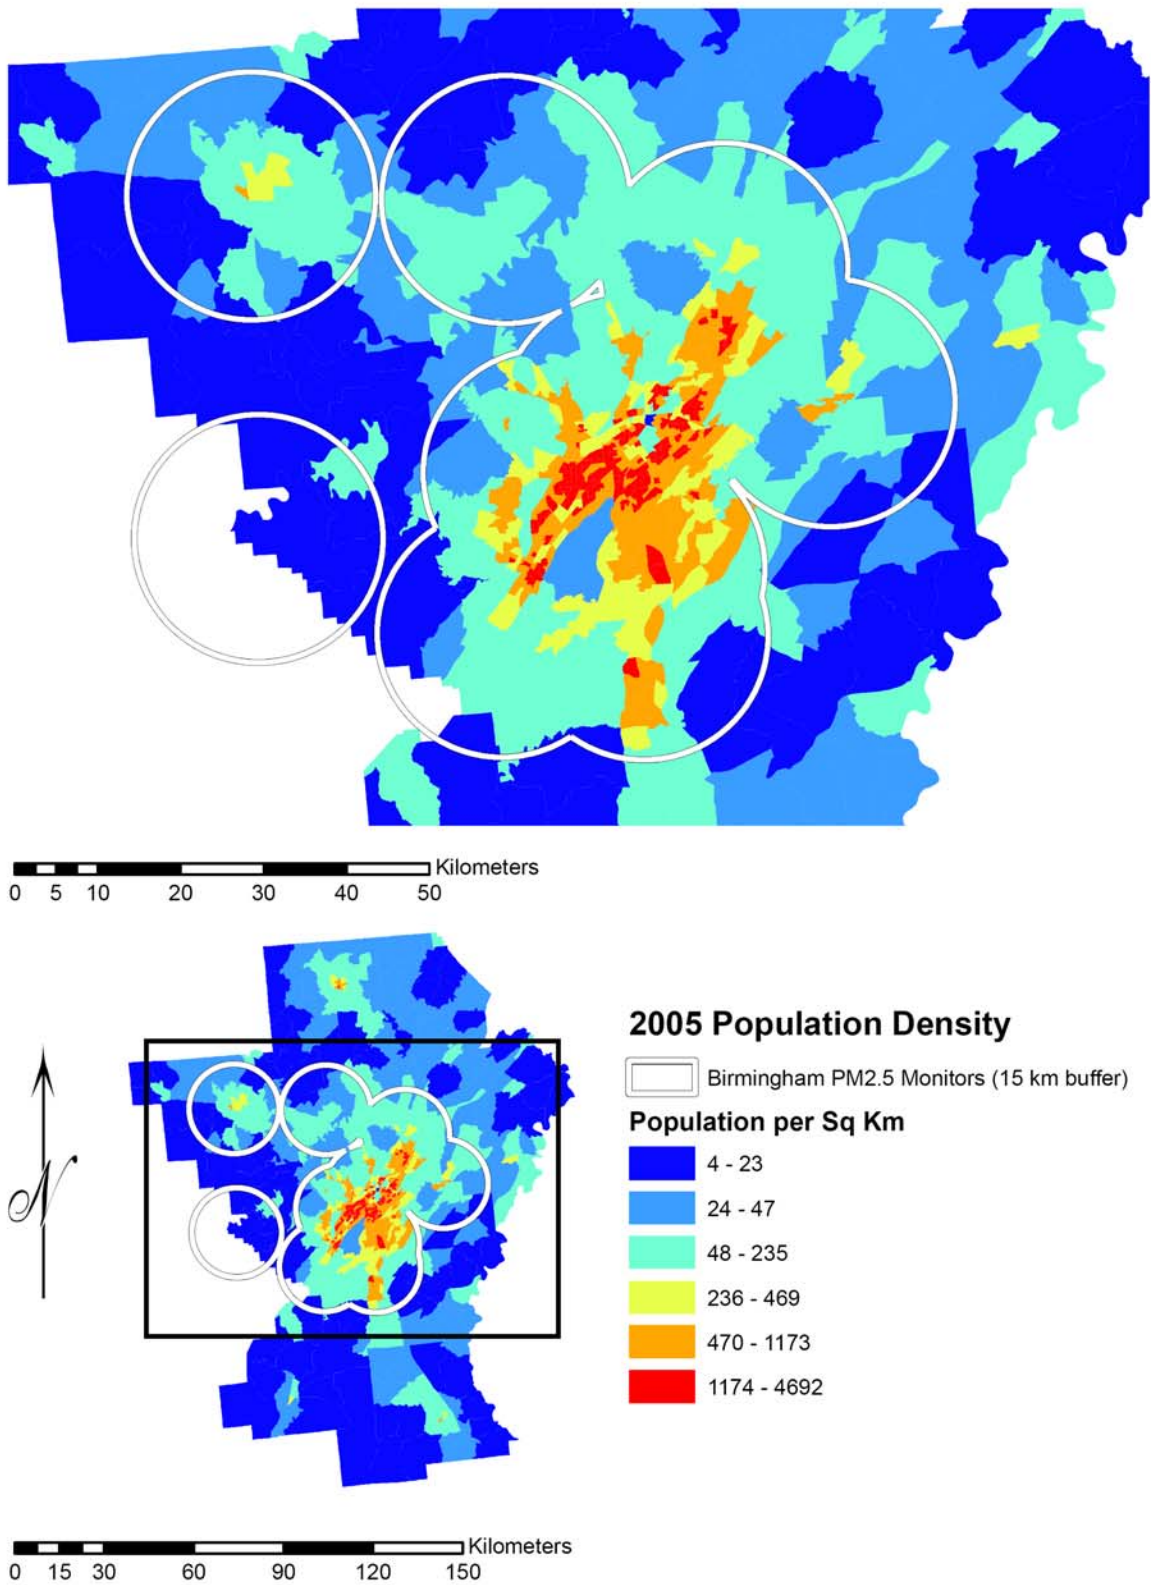 Kilometers
0 5 10 20 30 40 50
2005 Population Density
Birmingham PM2.5 Monitors (15 km buffer)
Population per Sq Km
4 - 23
24 - 47
48 - 235
236 - 469
470 - 1173
1174 - 4692
N
Kilometers
0 15 30 60 90 120 150